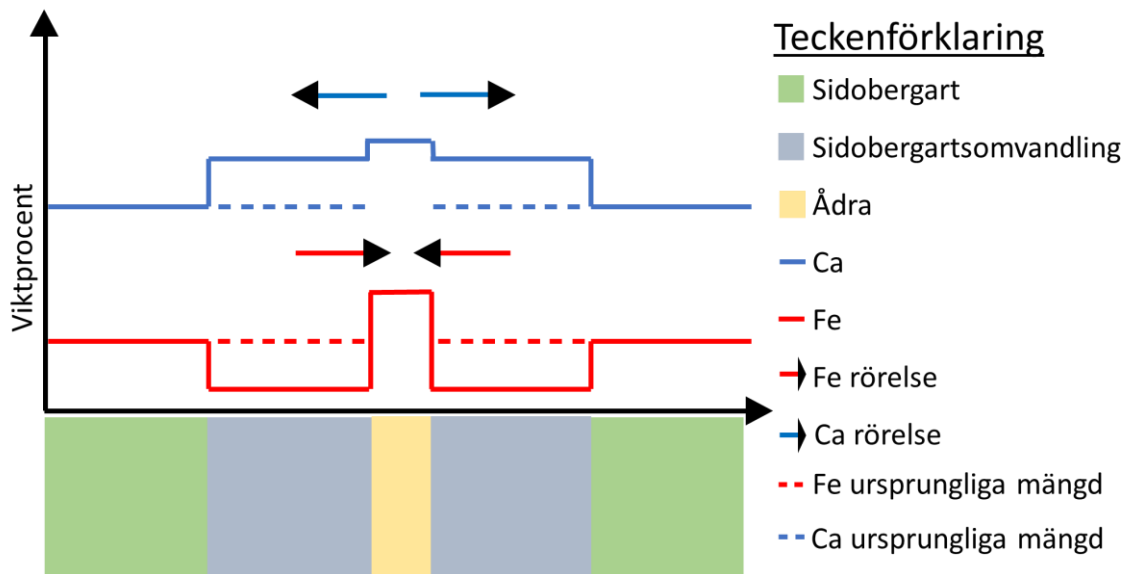 Teckenförklaring
Sidobergart
Sidobergartsomvandling
Ådra
Ca
Fe
Fe rörelse
Ca rörelse
Fe ursprungliga mängd
Ca ursprungliga mängd
Viktprocent